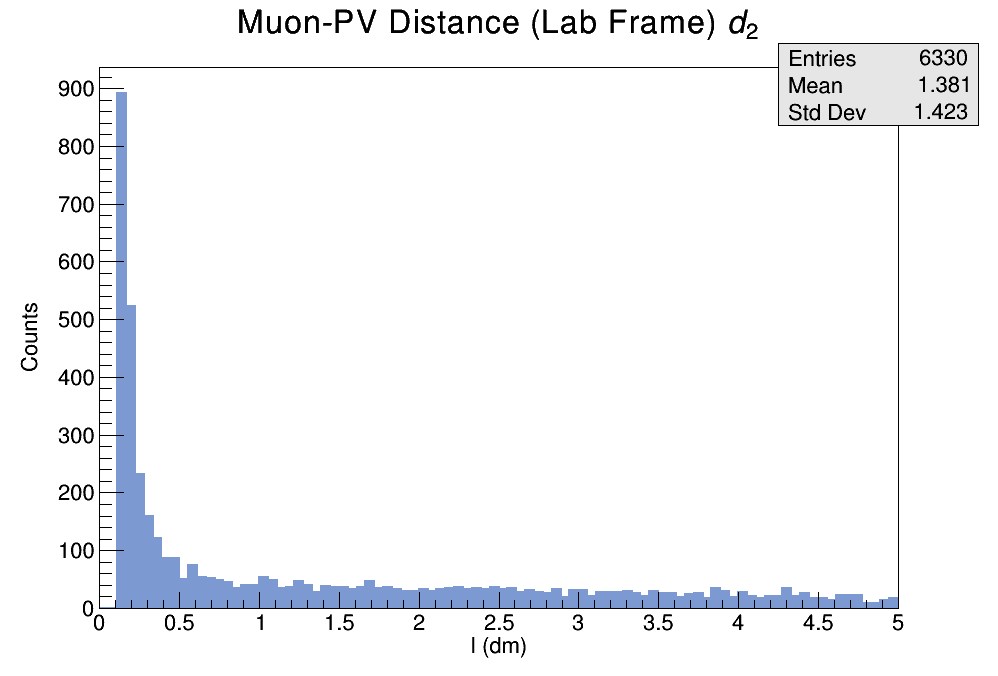 Muon-PV Distance (Lab Frame) d₂
Entries 6330
Mean 1.381
Std Dev 1.423
900
800
700
600
500
400
300
200
100
0
Counts
0 0.5 1 1.5 2 2.5 3 3.5 4 4.5 5
l (dm)